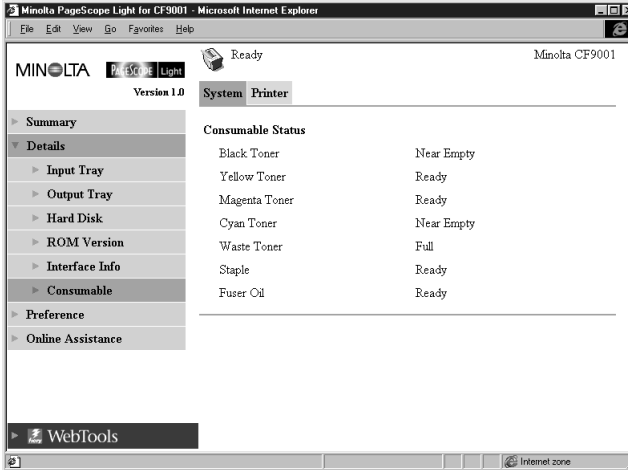 Minolta PageScope Light for CF9001 - Microsoft Internet Explorer
File Edit View Go Favorites Help
MINOLTA PAGESCOPE Light
Version 1.0
Ready
Minolta CF9001
System Printer
Summary
Details
Input Tray
Output Tray
Hard Disk
ROM Version
Interface Info
Consumable
Preference
Online Assistance
Consumable Status
Black Toner Near Empty
Yellow Toner Ready
Magenta Toner Ready
Cyan Toner Near Empty
Waste Toner Full
Staple Ready
Fuser Oil Ready
fiery WebTools
Internet zone